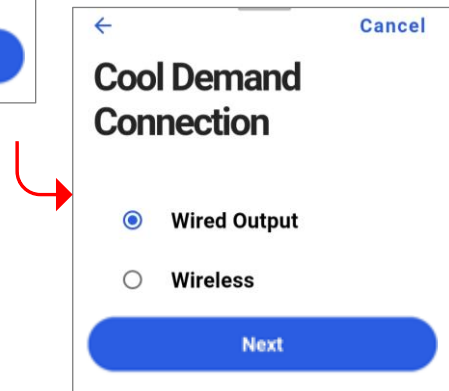 Cancel
Cool Demand
Connection
Wired Output
Wireless
Next